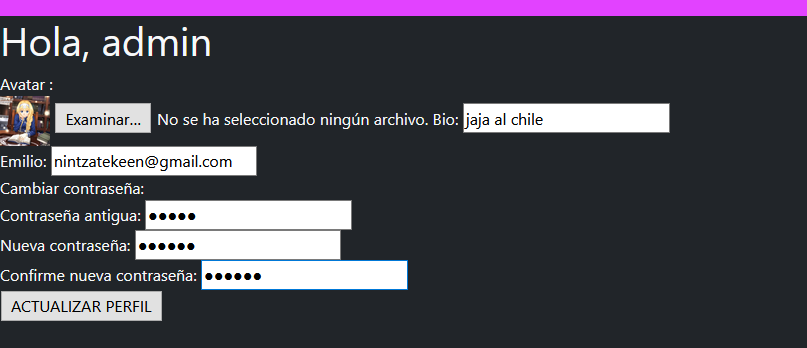 Hola, admin
Avatar :
Examinar... No se ha seleccionado ningún archivo. Bio: jaja al chile
Emilio: nintzatekeen@gmail.com
Cambiar contraseña:
Contraseña antigua: ●●●●●
Nueva contraseña: ●●●●●●
Confirme nueva contraseña: ●●●●●●
ACTUALIZAR PERFIL